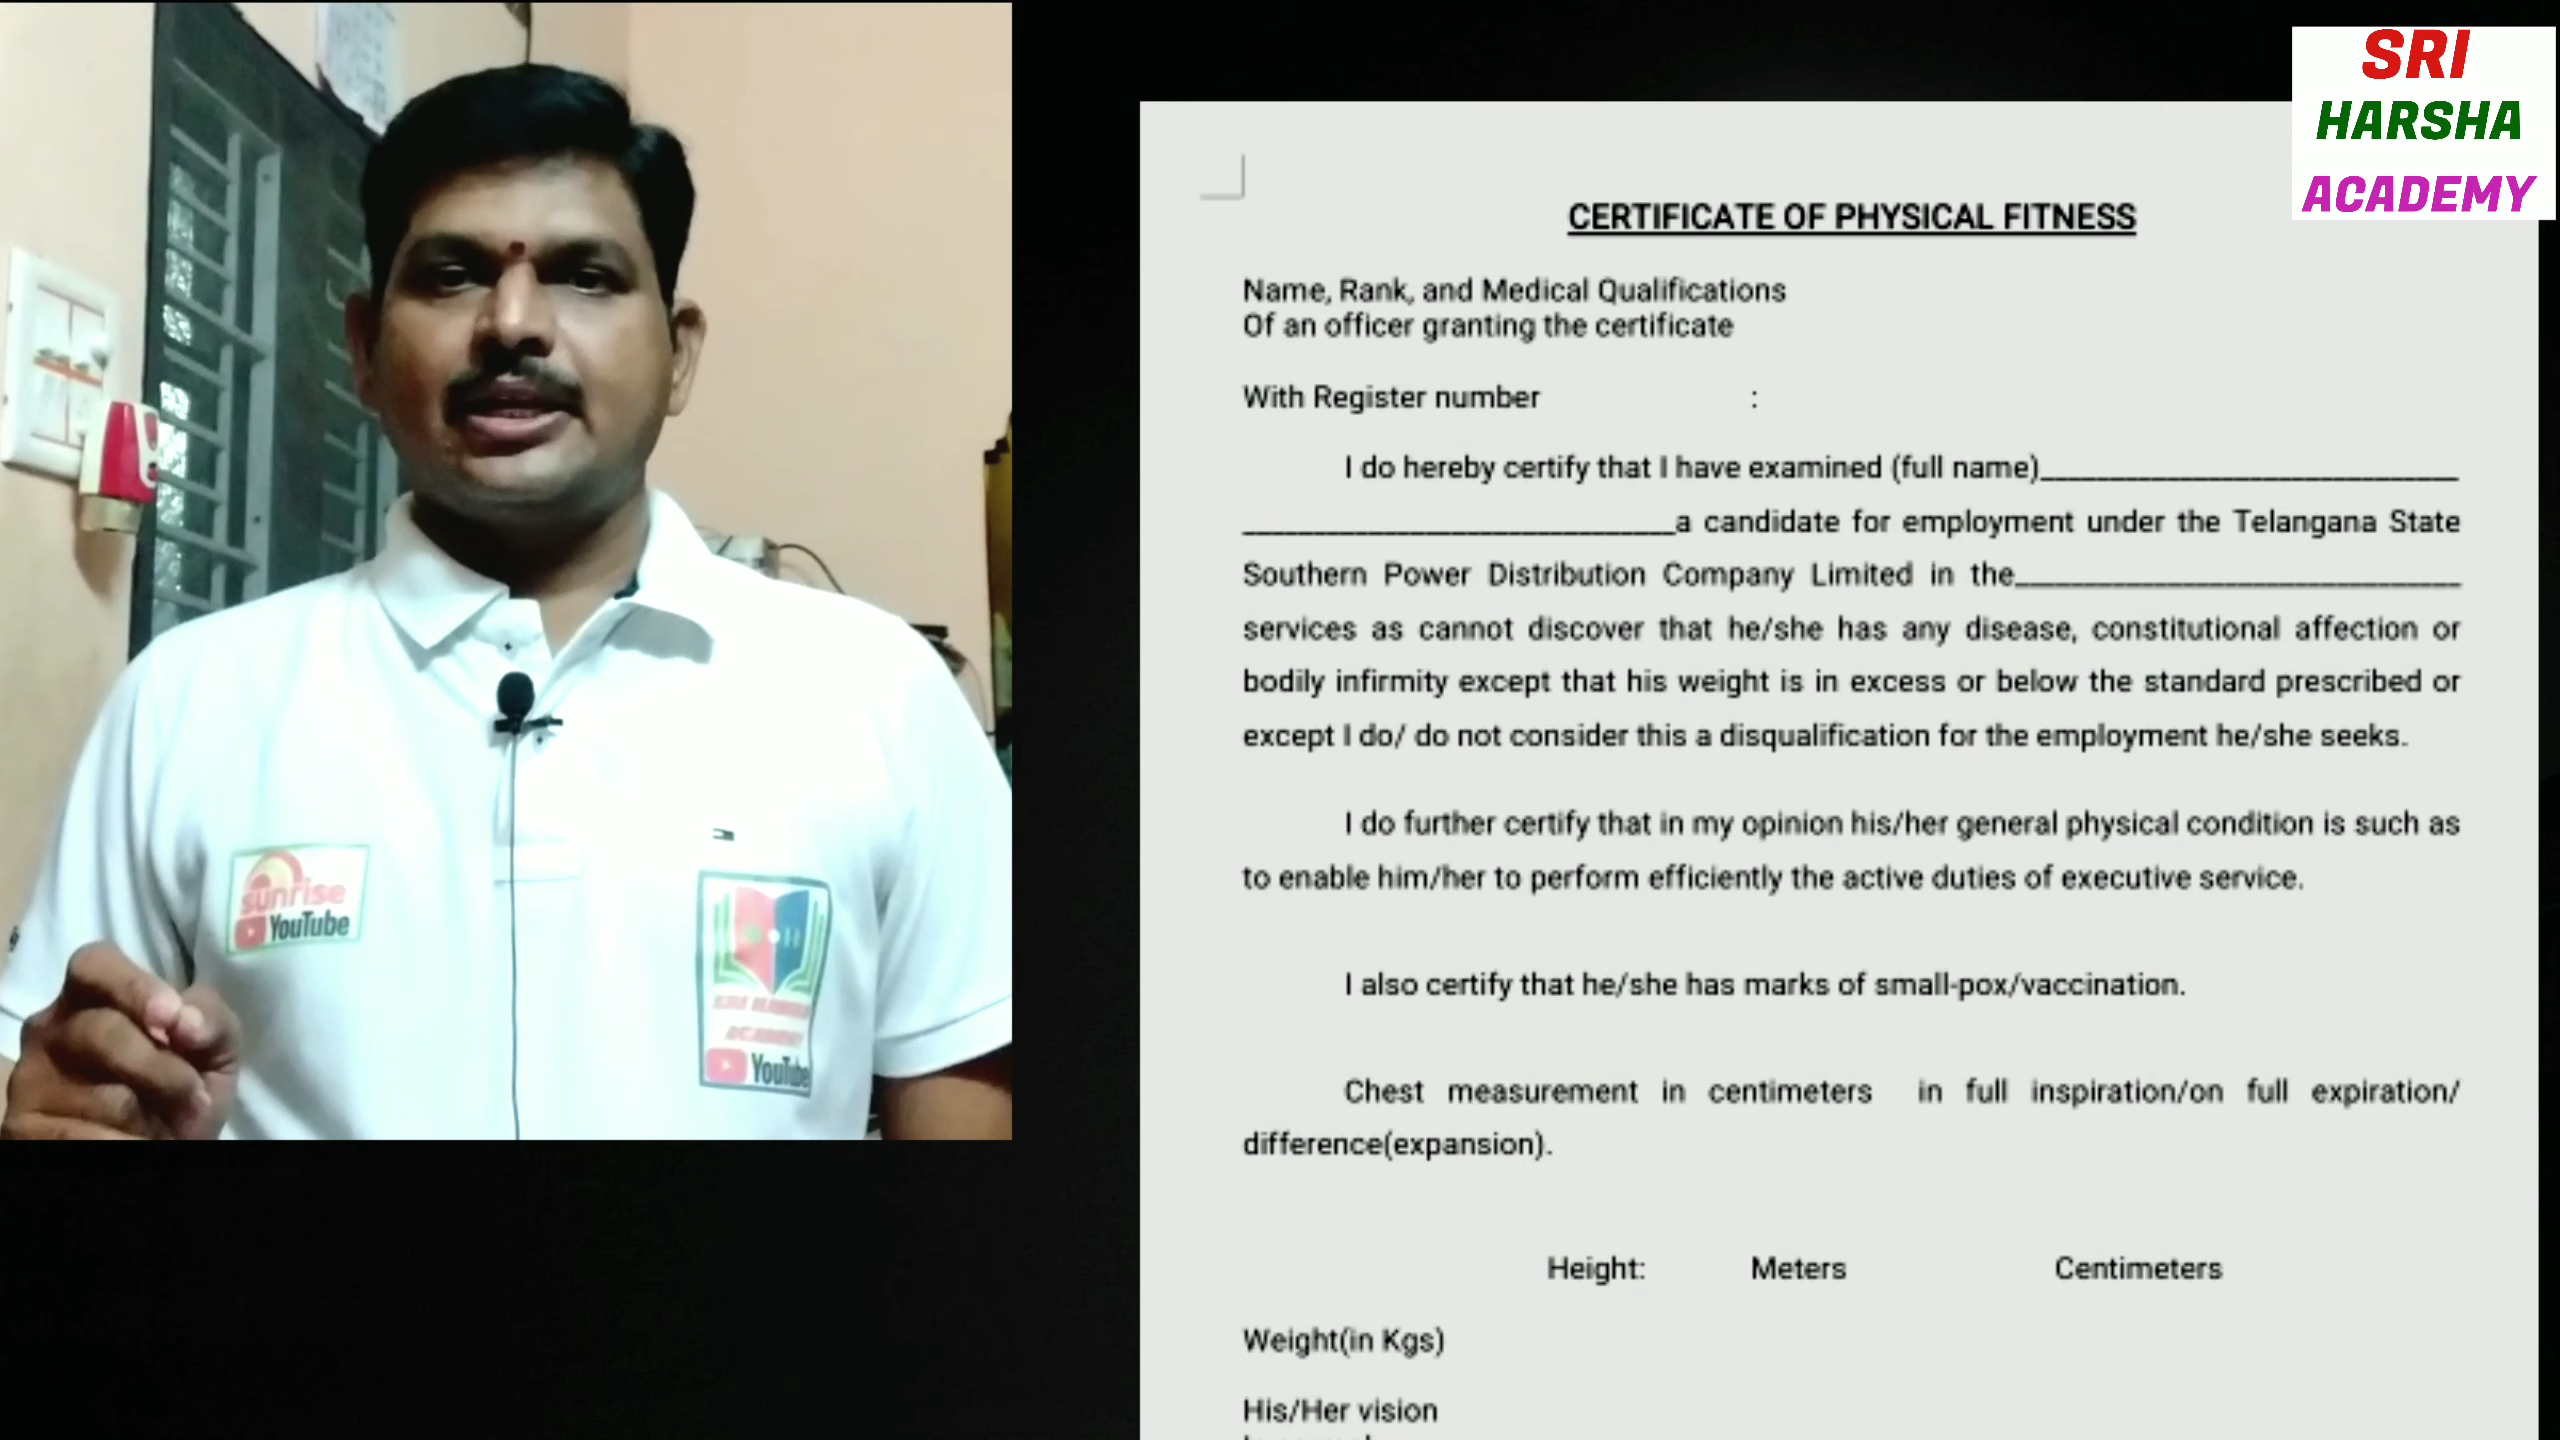 SRI
HARSHA
ACADEMY
CERTIFICATE OF PHYSICAL FITNESS
Name, Rank, and Medical Qualifications
Of an officer granting the certificate
With Register number :
I do hereby certify that I have examined (full name)______________________________
_______________________________a candidate for employment under the Telangana State
Southern Power Distribution Company Limited in the________________________________
services as cannot discover that he/she has any disease, constitutional affection or
bodily infirmity except that his weight is in excess or below the standard prescribed or
except I do/ do not consider this a disqualification for the employment he/she seeks.
I do further certify that in my opinion his/her general physical condition is such as
to enable him/her to perform efficiently the active duties of executive service.
I also certify that he/she has marks of small-pox/vaccination.
Chest measurement in centimeters in full inspiration/on full expiration/
difference(expansion).
Height: Meters Centimeters
Weight(in Kgs)
His/Her vision
sunrise
YouTube
SRI HARSHA
ACADEMY
YouTube